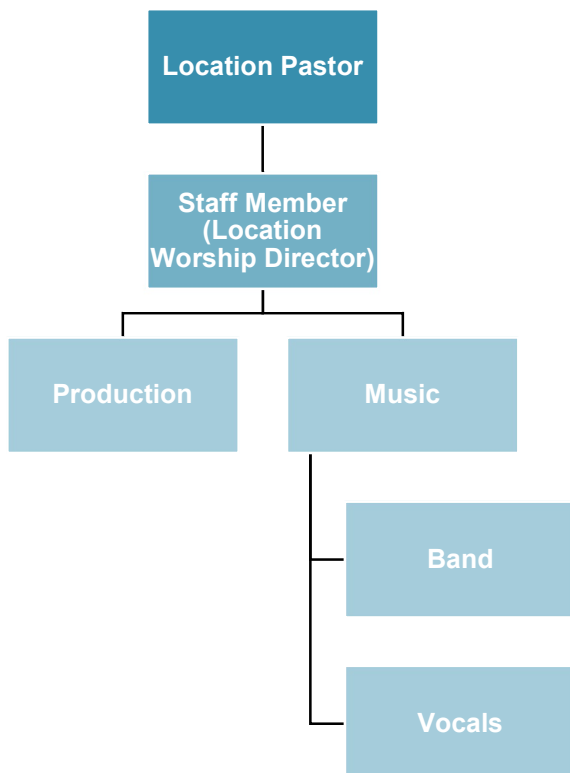 Location Pastor
Staff Member
(Location
Worship Director)
Production
Music
Band
Vocals